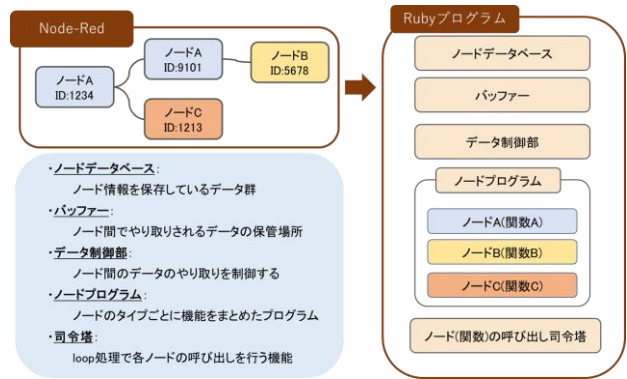 Node-Red
ノードA
ID:1234
ノードA
ID:9101
ノードB
ID:5678
ノードC
ID:1213
・ノードデータベース:
ノード情報を保存しているデータ群
・バッファー:
ノード間でやり取りされるデータの保管場所
・データ制御部:
ノード間のデータのやり取りを制御する
・ノードプログラム:
ノードのタイプごとに機能をまとめたプログラム
・司令塔:
loop処理で各ノードの呼び出しを行う機能
Rubyプログラム
ノードデータベース
バッファー
データ制御部
ノードプログラム
ノードA(関数A)
ノードB(関数B)
ノードC(関数C)
ノード(関数)の呼び出し司令塔